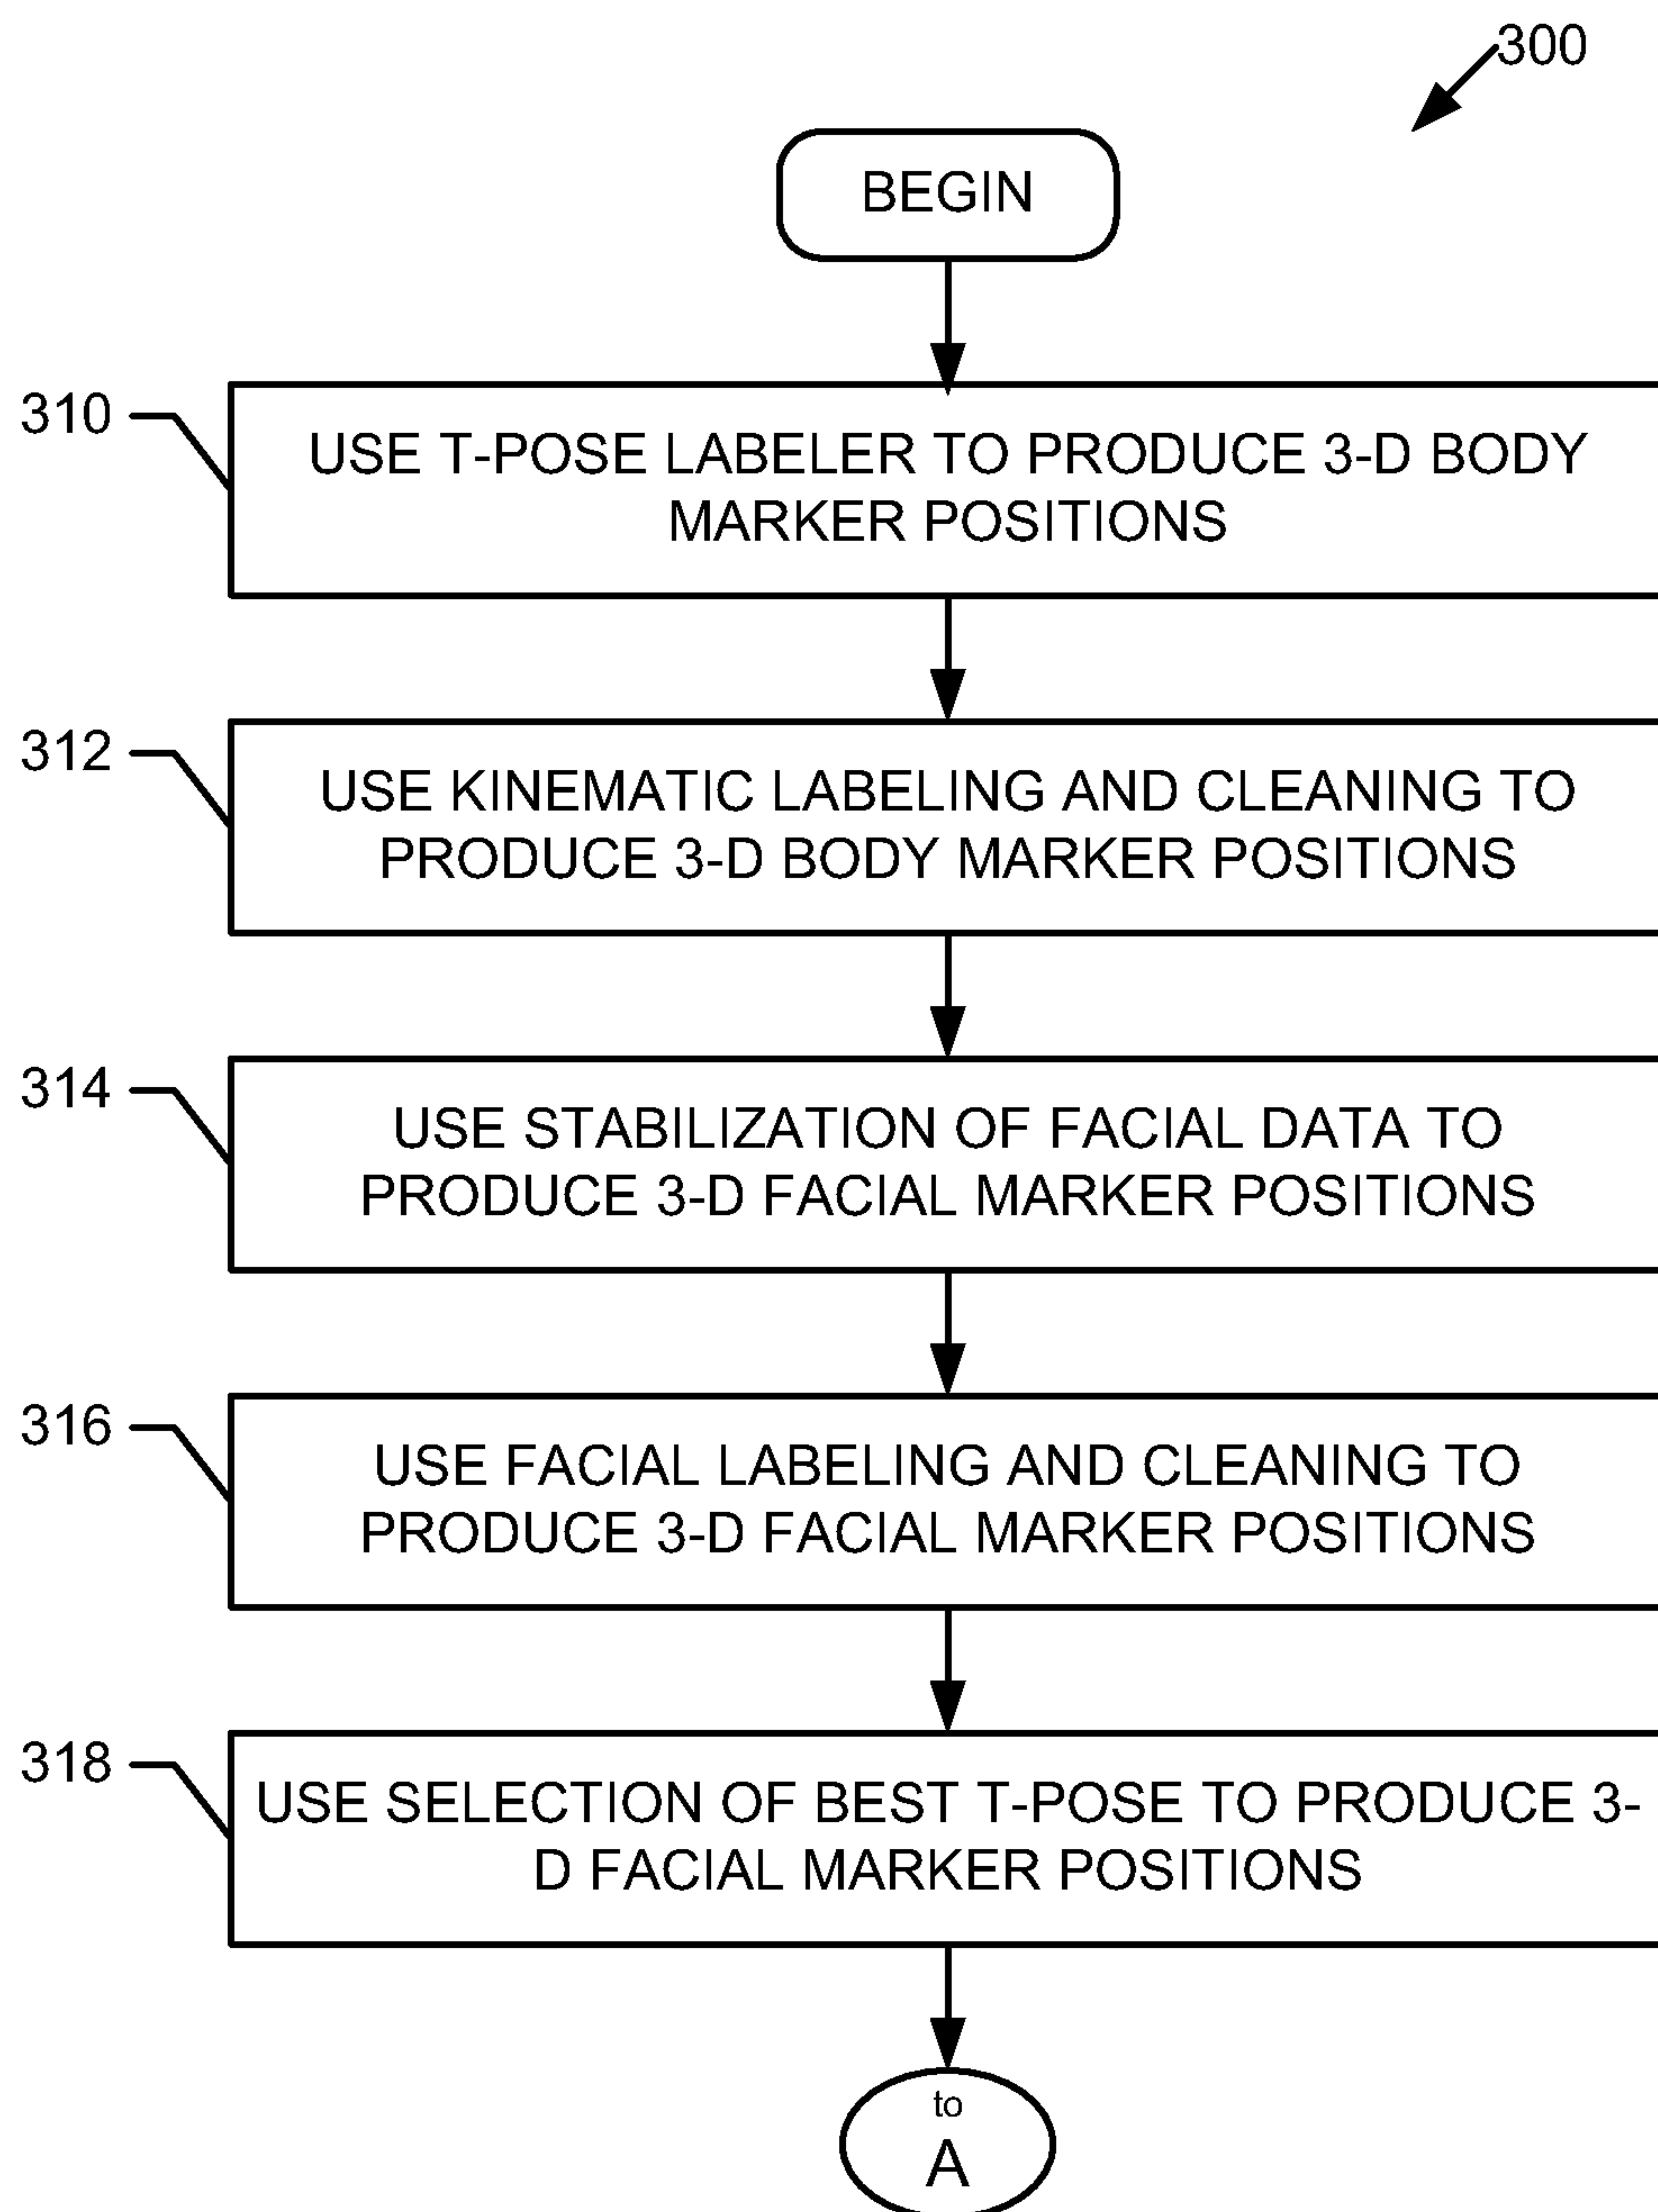 300
BEGIN
310
USE T-POSE LABELER TO PRODUCE 3-D BODY
MARKER POSITIONS
312
USE KINEMATIC LABELING AND CLEANING TO
PRODUCE 3-D BODY MARKER POSITIONS
314
USE STABILIZATION OF FACIAL DATA TO
PRODUCE 3-D FACIAL MARKER POSITIONS
316
USE FACIAL LABELING AND CLEANING TO
PRODUCE 3-D FACIAL MARKER POSITIONS
318
USE SELECTION OF BEST T-POSE TO PRODUCE 3-
D FACIAL MARKER POSITIONS
to
A